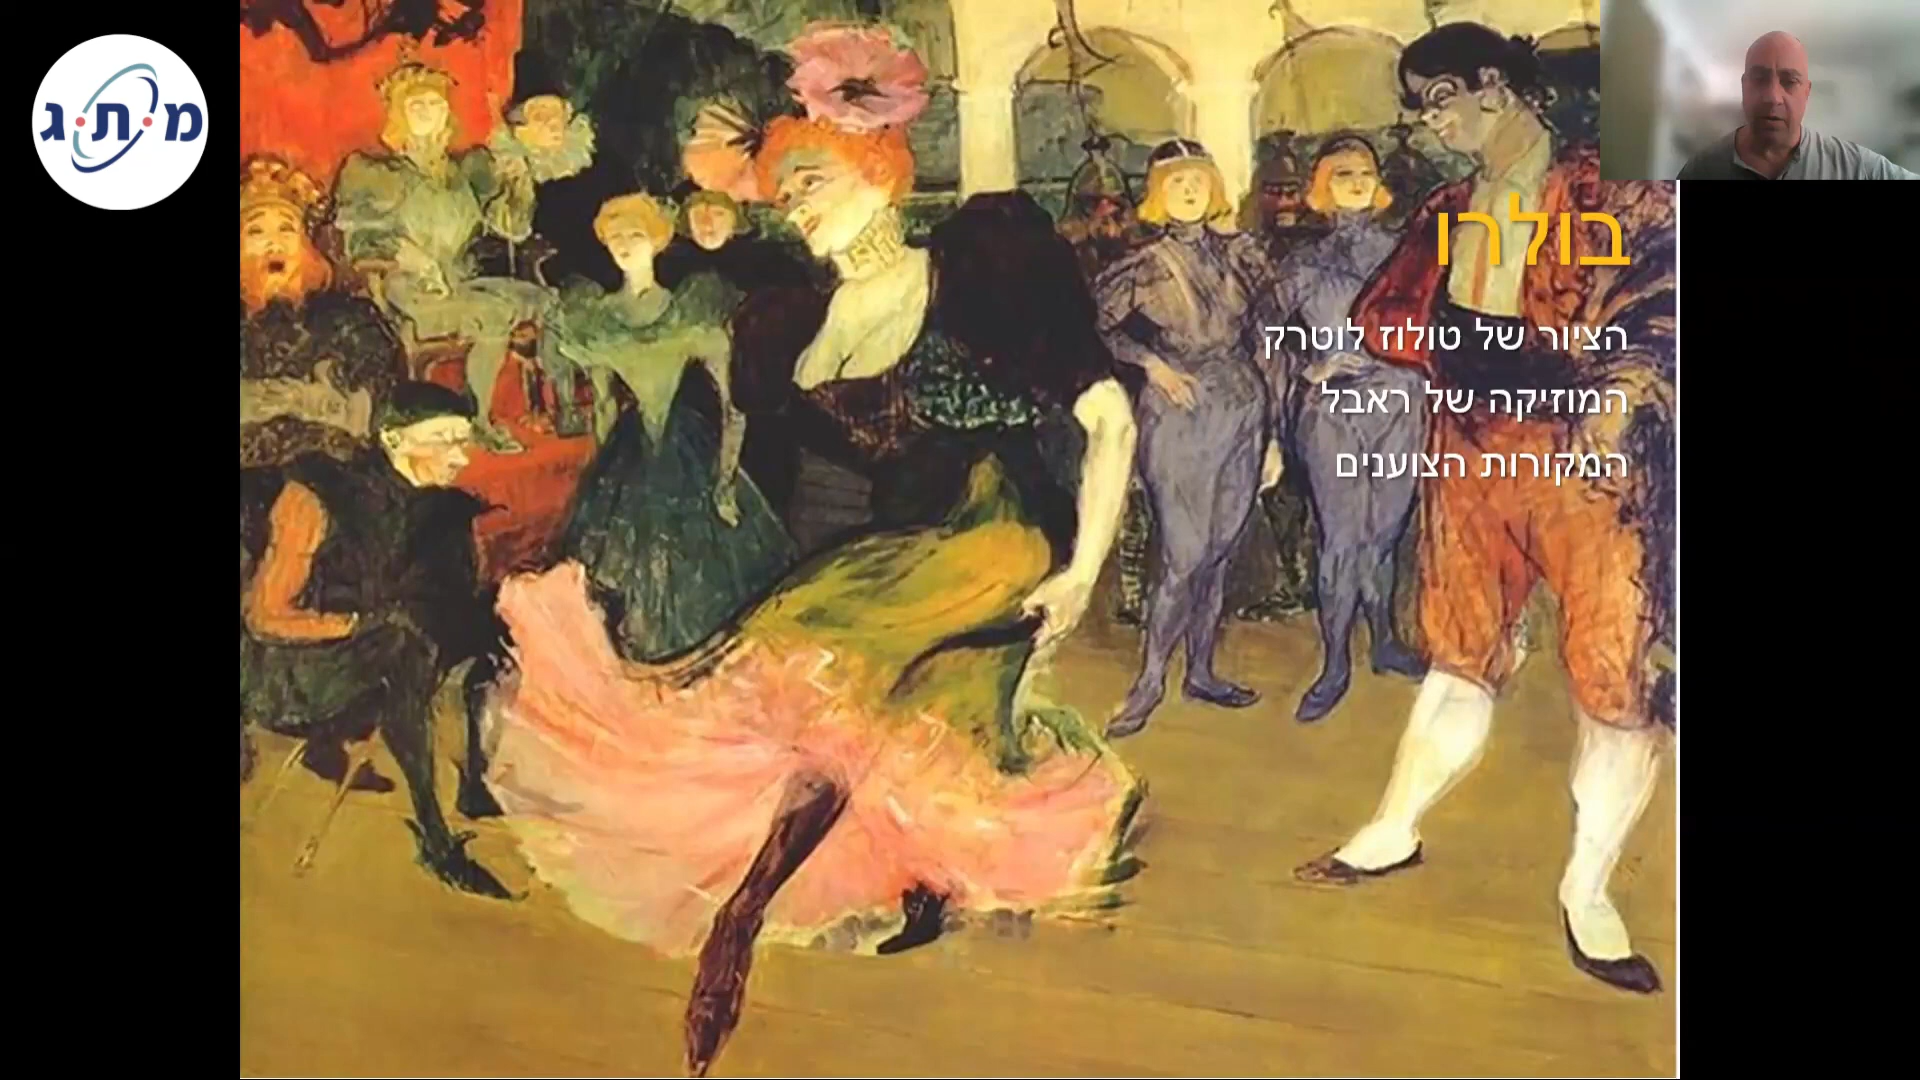 מ.ת.ג
בולרו
הציור של טולוז לוטרק
המוזיקה של ראבל
המקורות הצוענים